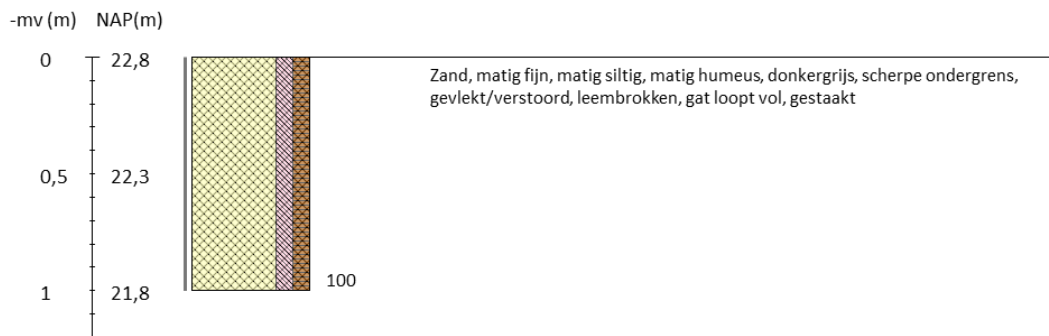 -mv (m) NAP(m)
0 22,8
Zand, matig fijn, matig siltig, matig humeus, donkergrijs, scherpe ondergrens,
gevlekt/verstoord, leembrokken, gat loopt vol, gestaakt
0,5 22,3
100
1 21,8